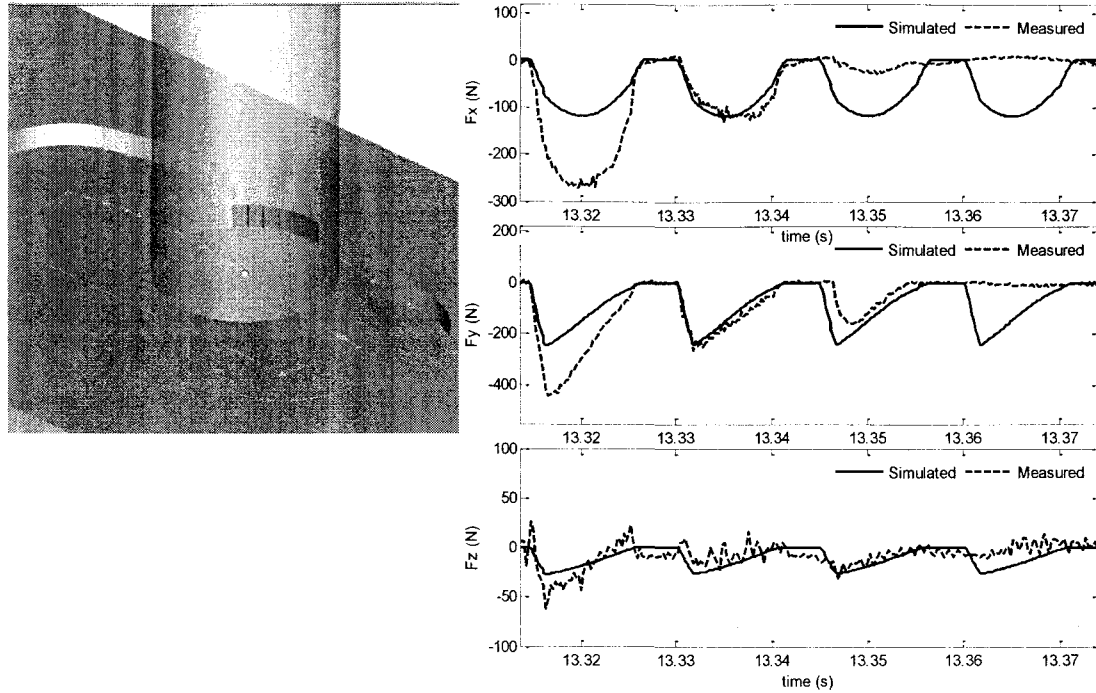 100
Simulated Measured
0
Fx (N)
-100
-200
-300
13.32 13.33 13.34 13.35 13.36 13.37
time (s)
200
Simulated Measured
0
Fy (N)
-200
-400
13.32 13.33 13.34 13.35 13.36 13.37
100
Simulated Measured
50
Fz (N)
0
-50
-100
13.32 13.33 13.34 13.35 13.36 13.37
time (s)